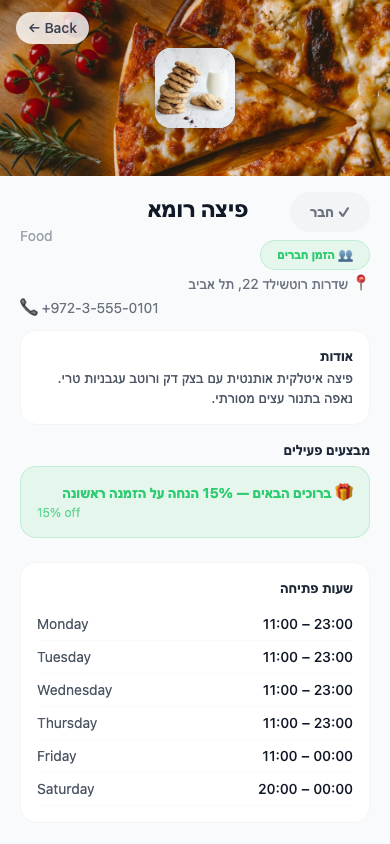 ← Back
פיצה רומא
✓ חבר
Food
👥 הזמן חברים
📍 שדרות רוטשילד 22, תל אביב
📞 +972-3-555-0101
אודות
פיצה איטלקית אותנטית עם בצק דק ורוטב עגבניות טרי.
נאפה בתנור עצים מסורתי.
מבצעים פעילים
🎁 ברוכים הבאים — 15% הנחה על הזמנה ראשונה
15% off
שעות פתיחה
Monday 11:00 – 23:00
Tuesday 11:00 – 23:00
Wednesday 11:00 – 23:00
Thursday 11:00 – 23:00
Friday 11:00 – 00:00
Saturday 20:00 – 00:00